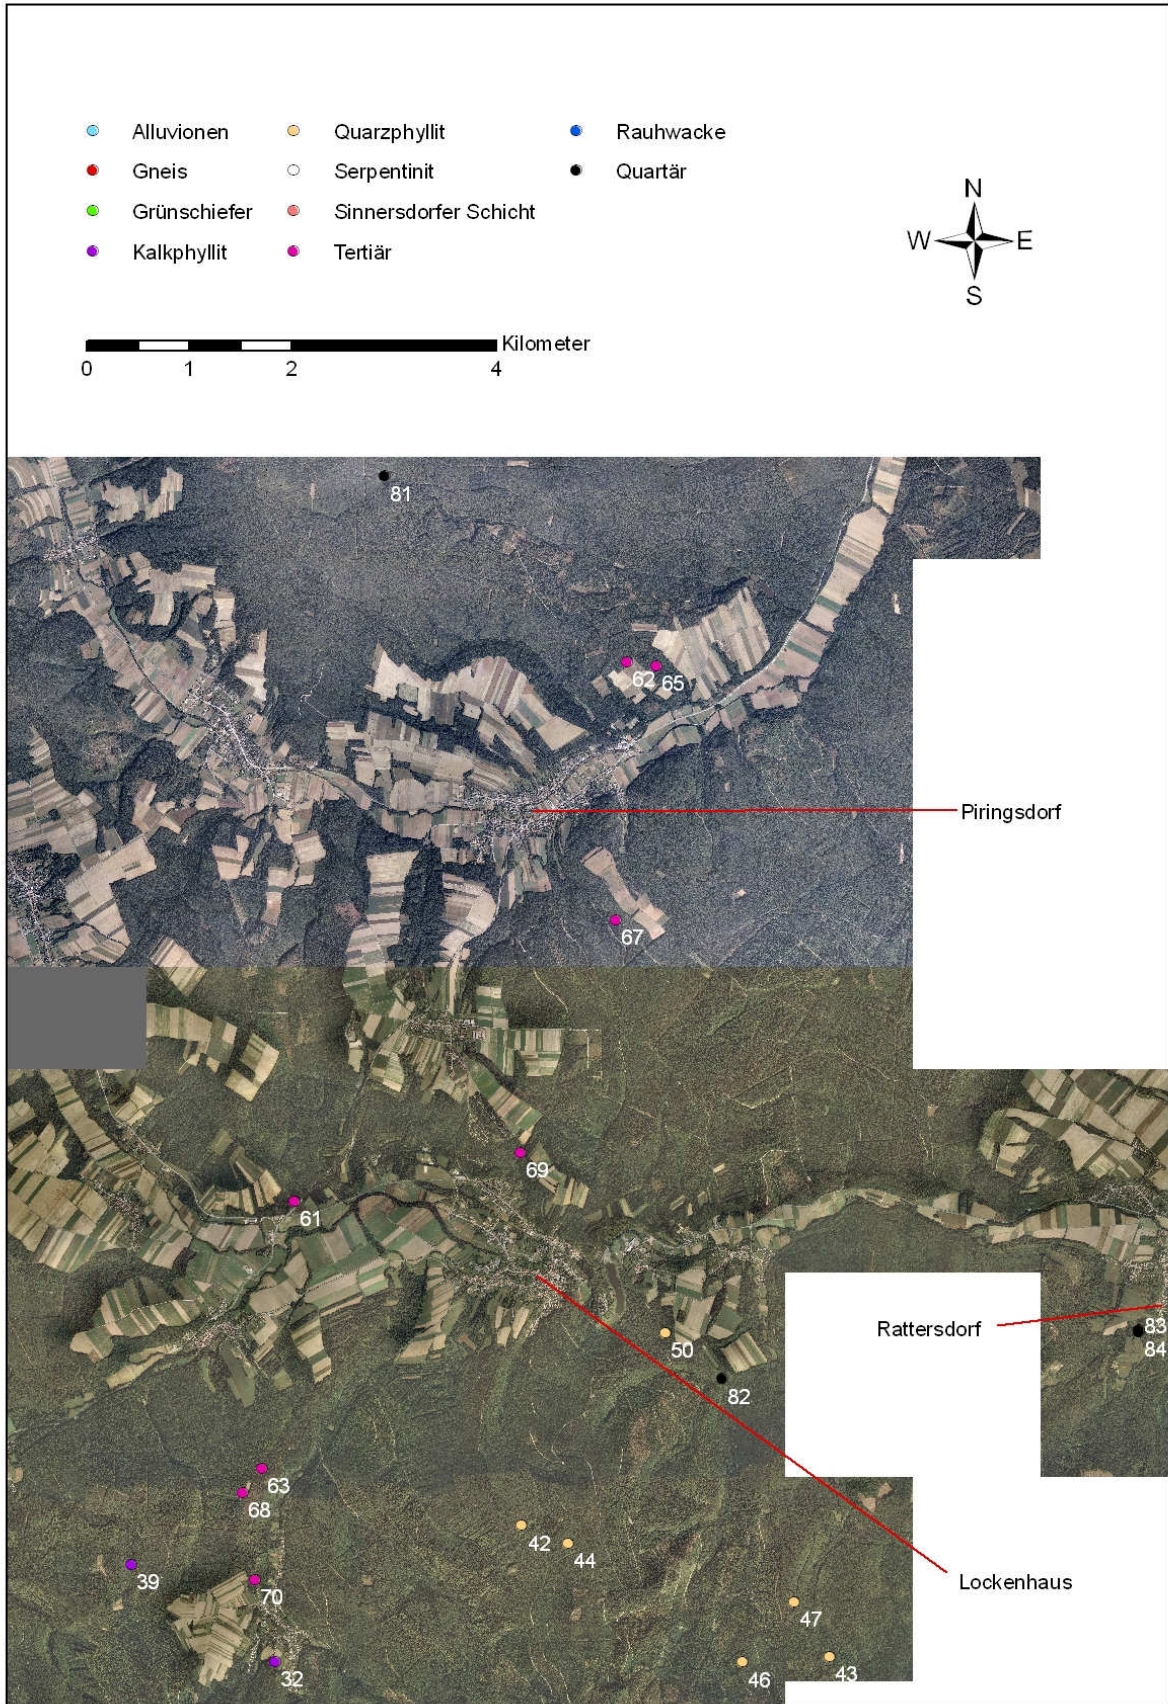 Alluvionen
Gneis
Grünschiefer
Kalkphyllit
Quarzphyllit
Serpentinit
Sinnersdorfer Schicht
Tertiär
Rauhwacke
Quartär
N
W E
S
Kilometer
0 1 2 4
81
62 65
Piringsdorf
67
69
61
Rattersdorf
83
84
50
82
63
68
42 44
39
70
Lockenhaus
47
32
46 43